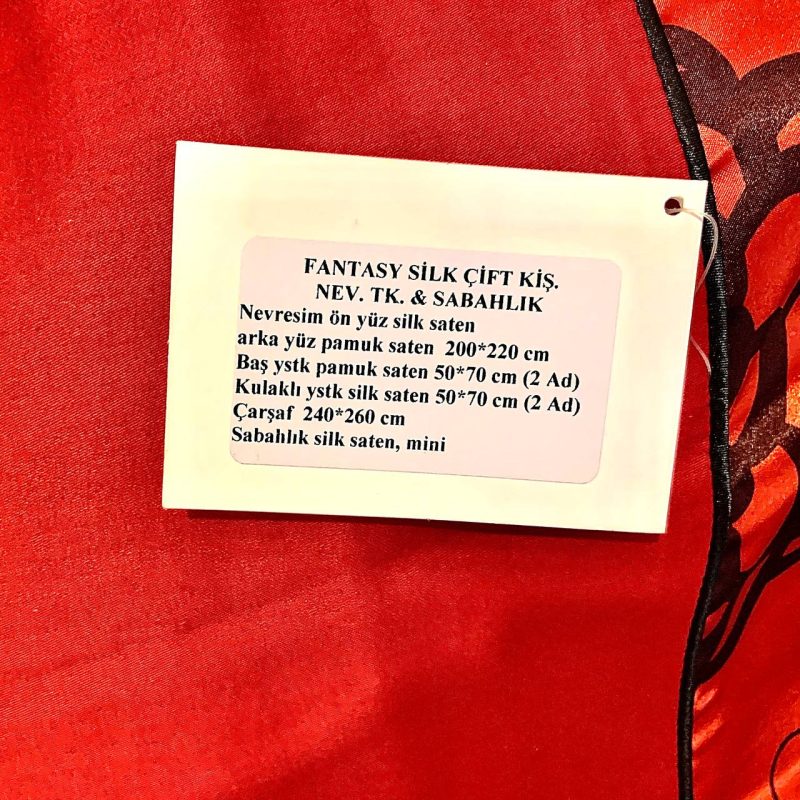 FANTASY SİLK ÇİFT KİŞ.
NEV. TK. & SABAHLIK
Nevresim ön yüz silk saten
arka yüz pamuk saten 200*220 cm
Baş ystk pamuk saten 50*70 cm (2 Ad)
Kulaklı ystk silk saten 50*70 cm (2 Ad)
Çarşaf 240*260 cm
Sabahlık silk saten, mini